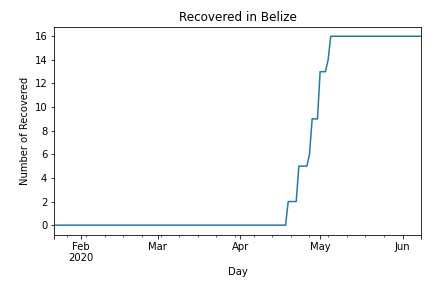 Recovered in Belize
Number of Recovered
16
14
12
10
8
6
4
2
0
Feb
2020
Mar
Apr
May
Jun
Day